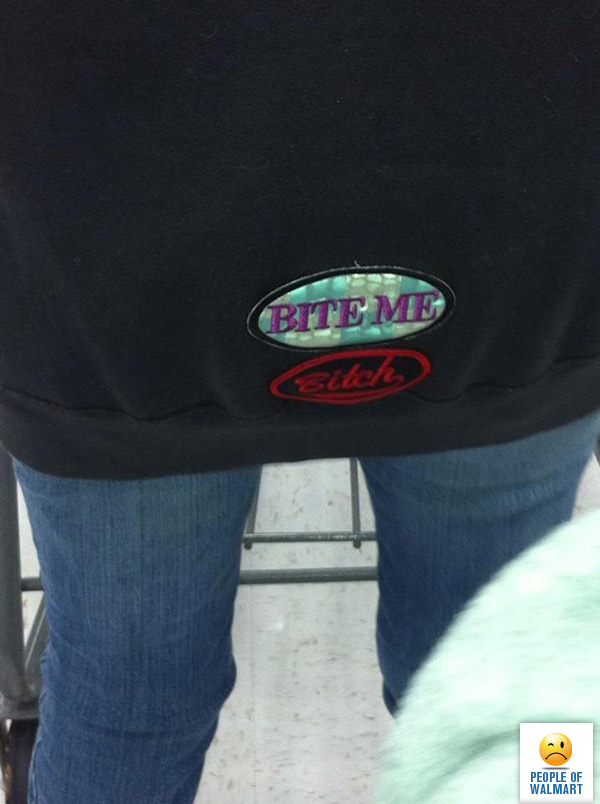 BITE ME
Bitch
PEOPLE OF
WALMART